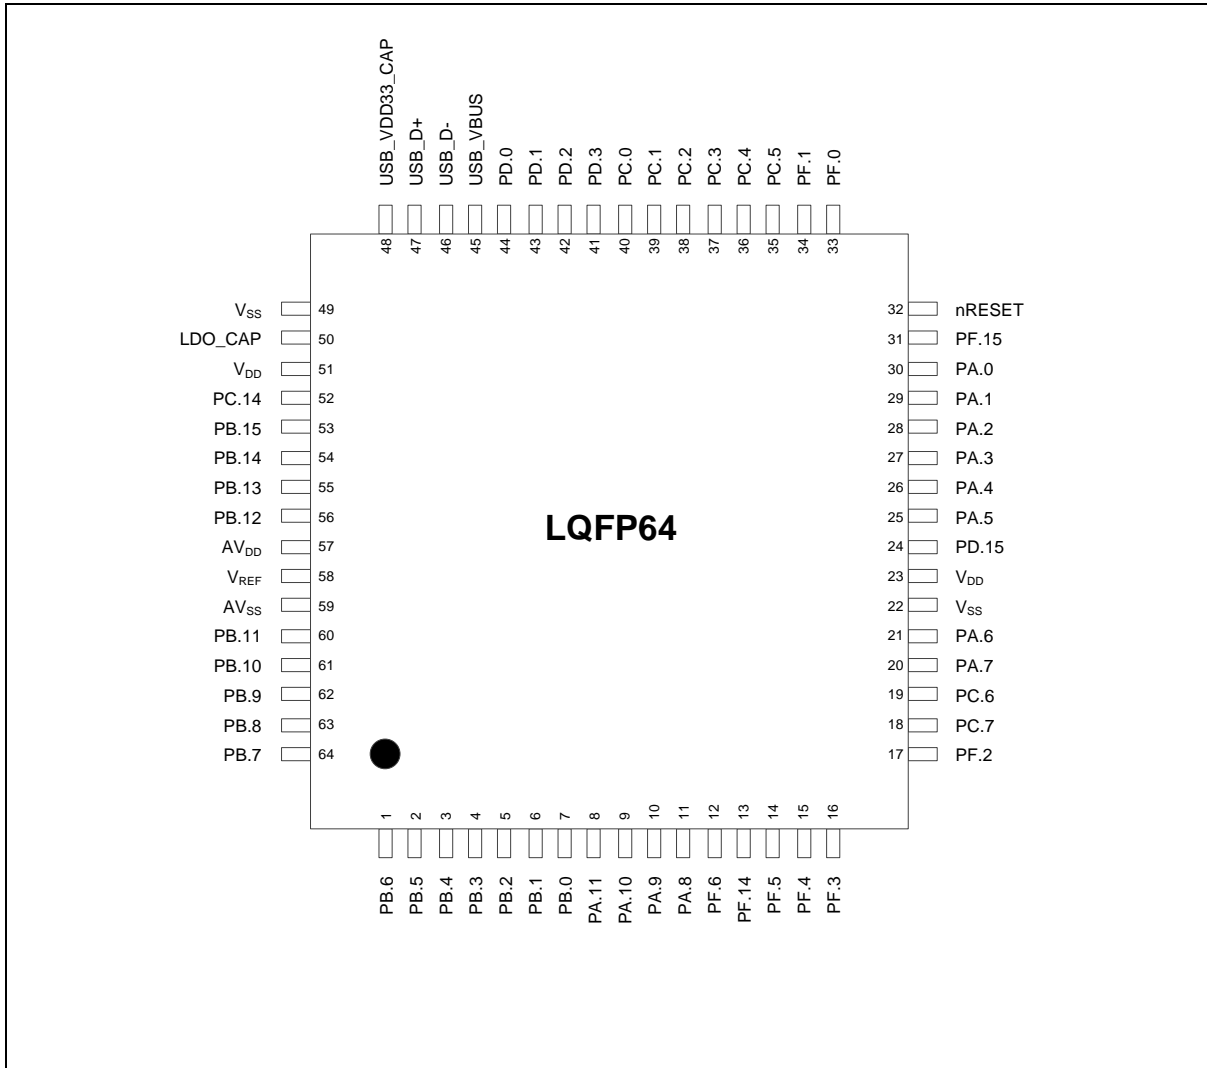 USB_VDD33_CAP
USB_D+
USB_D-
USB_VBUS
PD.0
PD.1
PD.2
PD.3
PC.0
PC.1
PC.2
PC.3
PC.4
PC.5
PF.1
PF.0
48
47
46
45
44
43
42
41
40
39
38
37
36
35
34
33
VSS 49
LDO_CAP 50
VDD 51
PC.14 52
PB.15 53
PB.14 54
PB.13 55
PB.12 56
AVDD 57
VREF 58
AVSS 59
PB.11 60
PB.10 61
PB.9 62
PB.8 63
PB.7 64
LQFP64
32 nRESET
31 PF.15
30 PA.0
29 PA.1
28 PA.2
27 PA.3
26 PA.4
25 PA.5
24 PD.15
23 VDD
22 VSS
21 PA.6
20 PA.7
19 PC.6
18 PC.7
17 PF.2
1
2
3
4
5
6
7
8
9
10
11
12
13
14
15
16
PB.6
PB.5
PB.4
PB.3
PB.2
PB.1
PB.0
PA.11
PA.10
PA.9
PA.8
PF.6
PF.14
PF.5
PF.4
PF.3